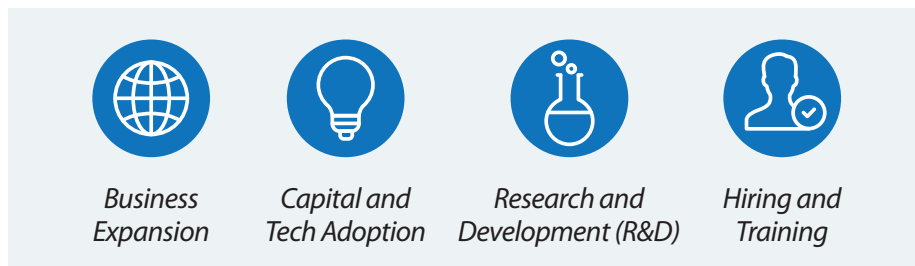 Business
Expansion
Capital and
Tech Adoption
Research and
Development (R&D)
Hiring and
Training